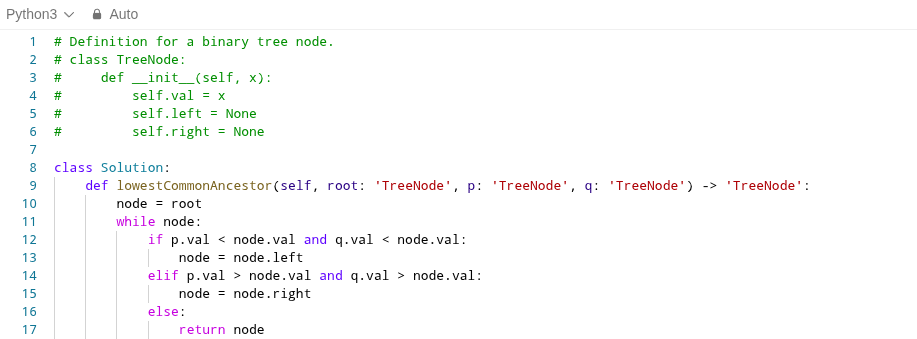 Python3 Auto
1 # Definition for a binary tree node.
2 # class TreeNode:
3 #     def __init__(self, x):
4 #         self.val = x
5 #         self.left = None
6 #         self.right = None
7
8 class Solution:
9     def lowestCommonAncestor(self, root: 'TreeNode', p: 'TreeNode', q: 'TreeNode') -> 'TreeNode':
10         node = root
11         while node:
12             if p.val < node.val and q.val < node.val:
13                 node = node.left
14             elif p.val > node.val and q.val > node.val:
15                 node = node.right
16             else:
17                 return node